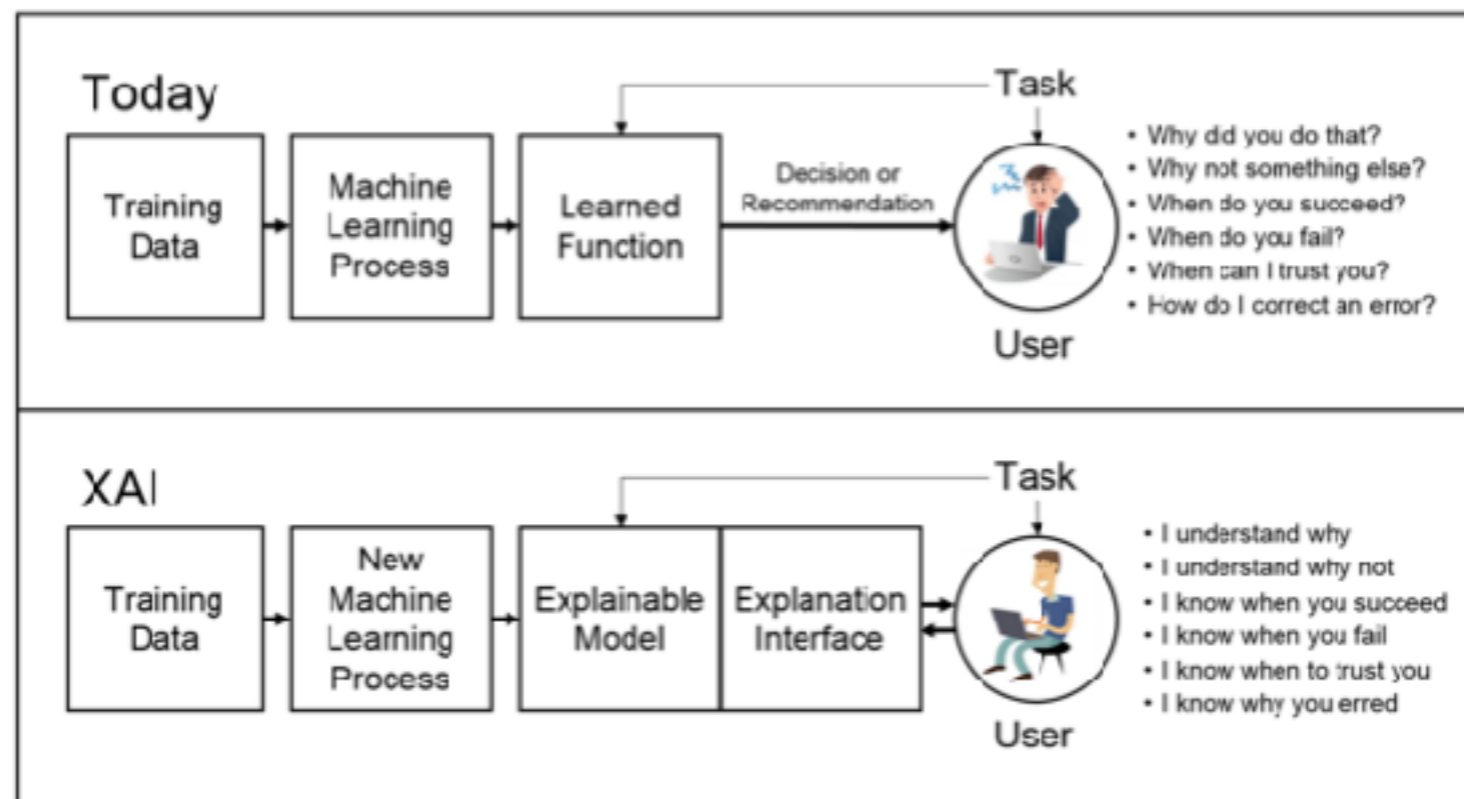 Today
Task
Training
Data
Machine
Learning
Process
Learned
Function
Decision or
Recommendation
User
• Why did you do that?
• Why not something else?
• When do you succeed?
• When do you fail?
• When can I trust you?
• How do I correct an error?
XAI
Task
Training
Data
New
Machine
Learning
Process
Explainable
Model
Explanation
Interface
User
• I understand why
• I understand why not
• I know when you succeed
• I know when you fail
• I know when to trust you
• I know why you erred